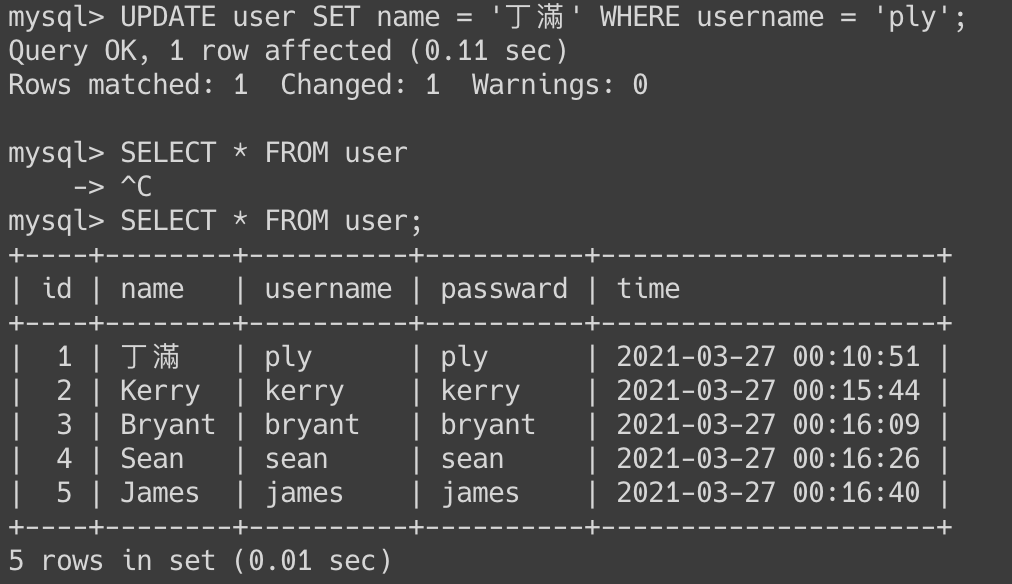 mysql> UPDATE user SET name = '丁滿' WHERE username = 'ply';
Query OK, 1 row affected (0.11 sec)
Rows matched: 1  Changed: 1  Warnings: 0

mysql> SELECT * FROM user
    -> ^C
mysql> SELECT * FROM user;
+----+--------+----------+----------+---------------------+
| id | name   | username | passward | time                |
+----+--------+----------+----------+---------------------+
|  1 | 丁滿   | ply      | ply      | 2021-03-27 00:10:51 |
|  2 | Kerry  | kerry    | kerry    | 2021-03-27 00:15:44 |
|  3 | Bryant | bryant   | bryant   | 2021-03-27 00:16:09 |
|  4 | Sean   | sean     | sean     | 2021-03-27 00:16:26 |
|  5 | James  | james    | james    | 2021-03-27 00:16:40 |
+----+--------+----------+----------+---------------------+
5 rows in set (0.01 sec)